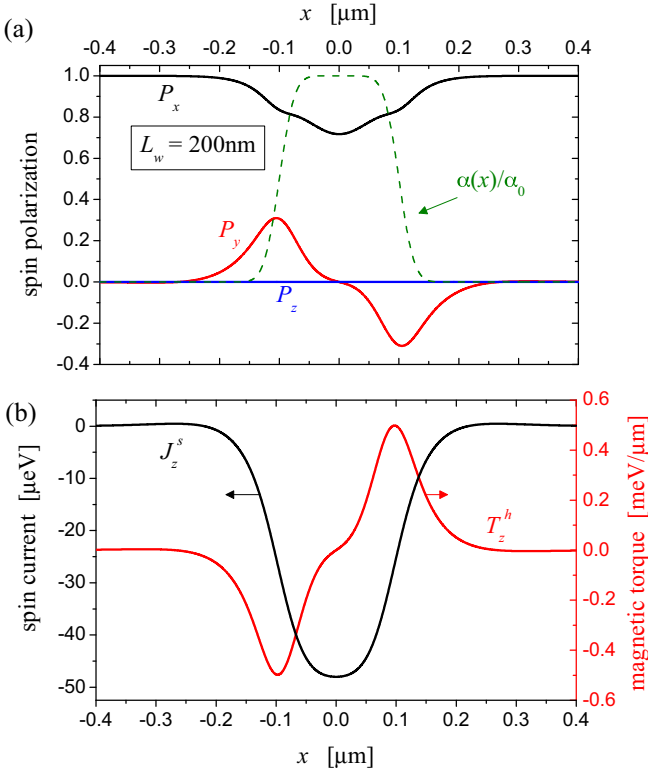 x [μm]
(a)
-0.4 -0.3 -0.2 -0.1 0.0 0.1 0.2 0.3 0.4
1.0
0.8
0.6
0.4
0.2
0.0
-0.2
-0.4
spin polarization
P_x
L_w = 200nm
α(x)/α_0
P_y
P_z
(b)
0
-10
-20
-30
-40
-50
spin current [μeV]
J_z^s
T_z^h
0.6
0.4
0.2
0.0
-0.2
-0.4
-0.6
magnetic torque [meV/μm]
-0.4 -0.3 -0.2 -0.1 0.0 0.1 0.2 0.3 0.4
x [μm]